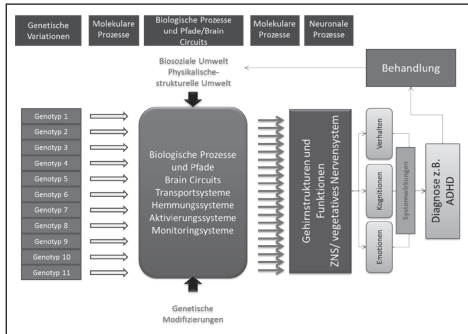 Genetische
Variationen
Molekulare
Prozesse
Biologische Prozesse
und Pfade/Brain
Circuits
Molekulare
Prozesse
Neuronale
Prozesse
Biosoziale Umwelt
Physikalische-
strukturelle Umwelt
Behandlung
Genotyp 1
Genotyp 2
Genotyp 3
Genotyp 4
Genotyp 5
Genotyp 6
Genotyp 7
Genotyp 8
Genotyp 9
Genotyp 10
Genotyp 11
Biologische Prozesse
und Pfade
Brain Circuits
Transportsysteme
Hemmungssysteme
Aktivierungssysteme
Monitoringsysteme
Gehirnstrukturen und
Funktionen
ZNS/ vegetatives Nervensystem
Verhalten
Kognitionen
Emotionen
Systemwirkungen
Diagnose z.B.
ADHD
Genetische
Modifizierungen